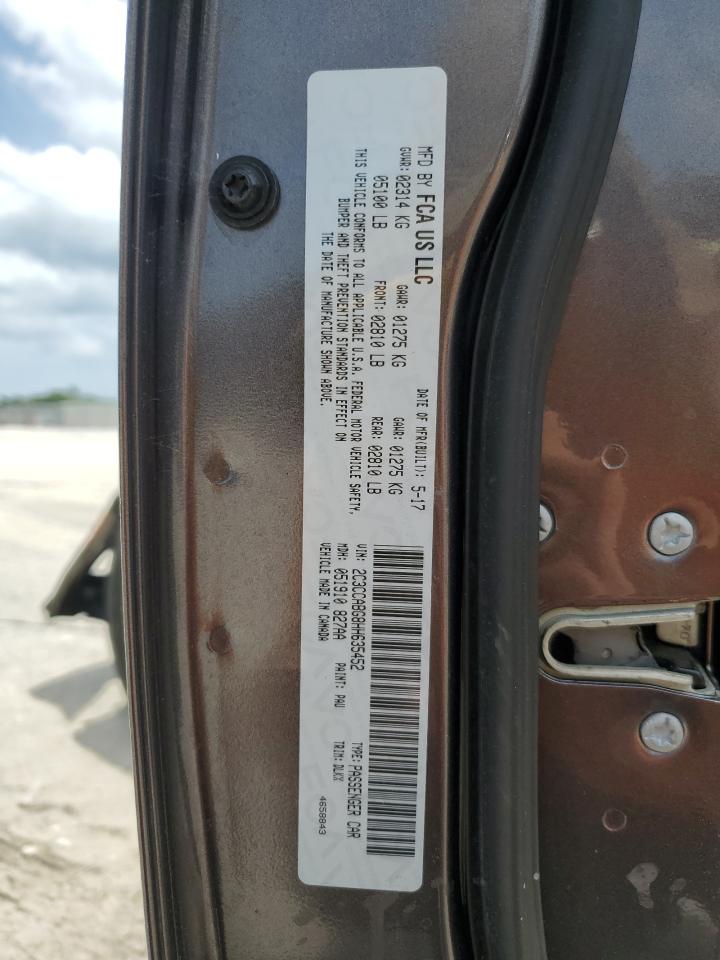 MFD BY FCA US LLC
DATE OF MFR(BUILT): 5-17
GVWR: 02314 KG GAWR: 01275 KG GAWR: 01275 KG
05100 LB FRONT: 02810 LB REAR: 02810 LB
THIS VEHICLE CONFORMS TO ALL APPLICABLE U.S.A. FEDERAL MOTOR VEHICLE SAFETY,
BUMPER AND THEFT PREVENTION STANDARDS IN EFFECT ON
THE DATE OF MANUFACTURE SHOWN ABOVE.
VIN: 2C3CCABG8HH635452 TYPE: PASSENGER CAR
MDH: 051910 827AA PAINT: PAU TRIM: DLKX
VEHICLE MADE IN CANADA 4658843